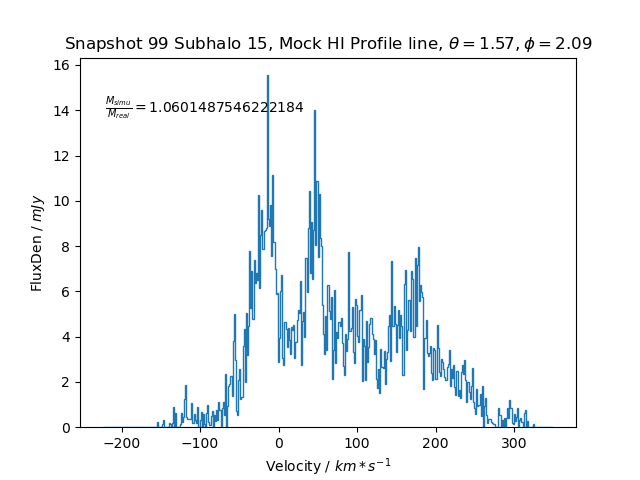 Snapshot 99 Subhalo 15, Mock HI Profile line, θ = 1.57, ϕ = 2.09
M_simu/M_real = 1.0601487546222184
FluxDen / mJy
16
14
12
10
8
6
4
2
0
−200 −100 0 100 200 300
Velocity / km * s^−1